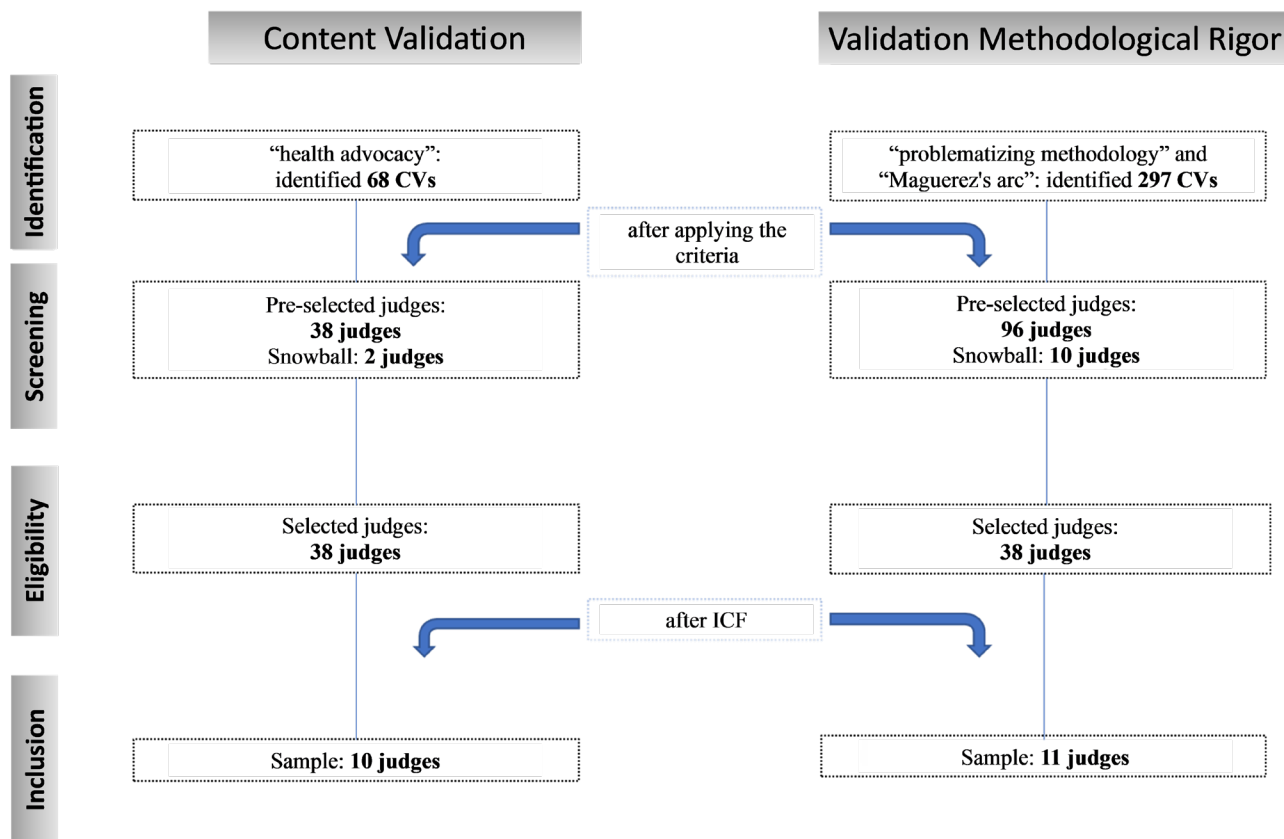 Content Validation
Validation Methodological Rigor
Identification
“health advocacy”:
identified 68 CVs
“problematizing methodology” and
“Maguerez's arc”: identified 297 CVs
after applying the
criteria
Screening
Pre-selected judges:
38 judges
Snowball: 2 judges
Pre-selected judges:
96 judges
Snowball: 10 judges
Eligibility
Selected judges:
38 judges
Selected judges:
38 judges
after ICF
Inclusion
Sample: 10 judges
Sample: 11 judges